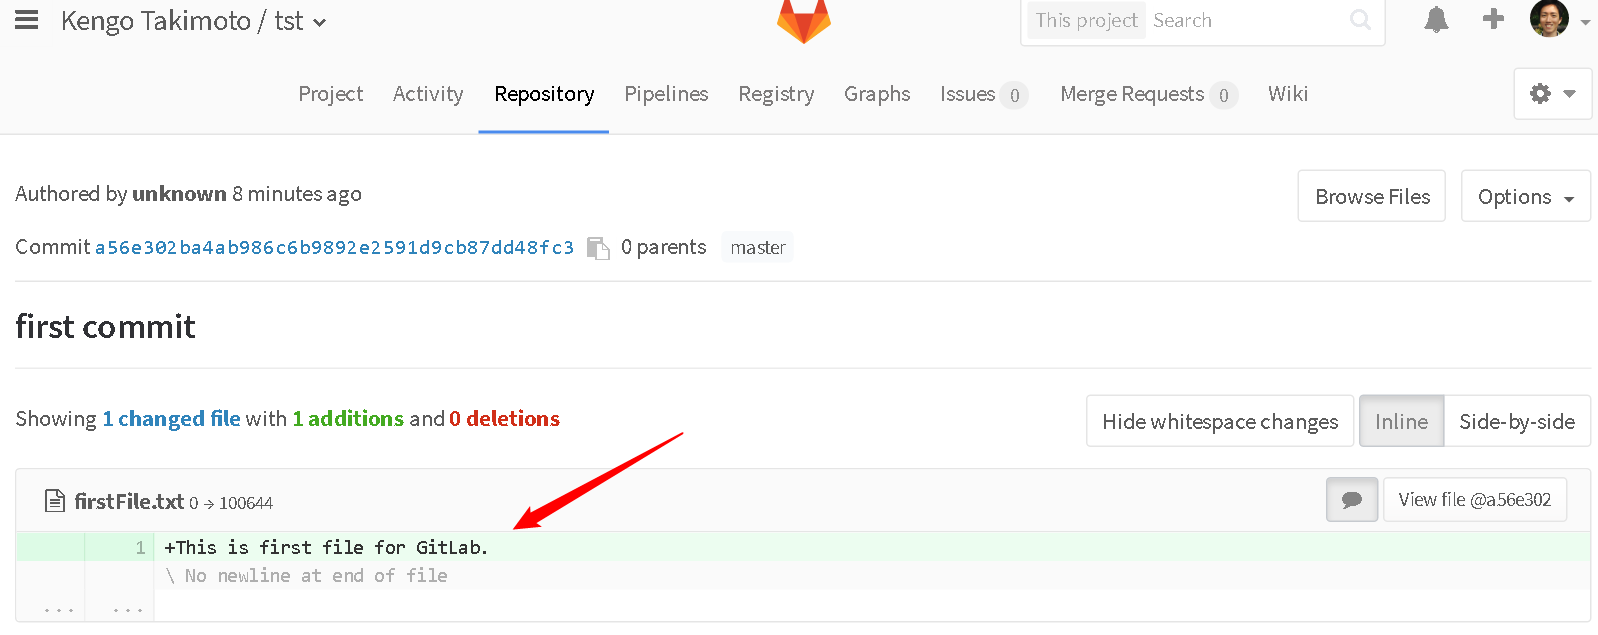 Kengo Takimoto / tst
This project Search
Project Activity Repository Pipelines Registry Graphs Issues 0 Merge Requests 0 Wiki
Authored by unknown 8 minutes ago
Browse Files Options
Commit a56e302ba4ab986c6b9892e2591d9cb87dd48fc3 0 parents master
first commit
Showing 1 changed file with 1 additions and 0 deletions
Hide whitespace changes Inline Side-by-side
firstFile.txt 0 → 100644
View file @a56e302
1 +This is first file for GitLab.
\ No newline at end of file
... ...